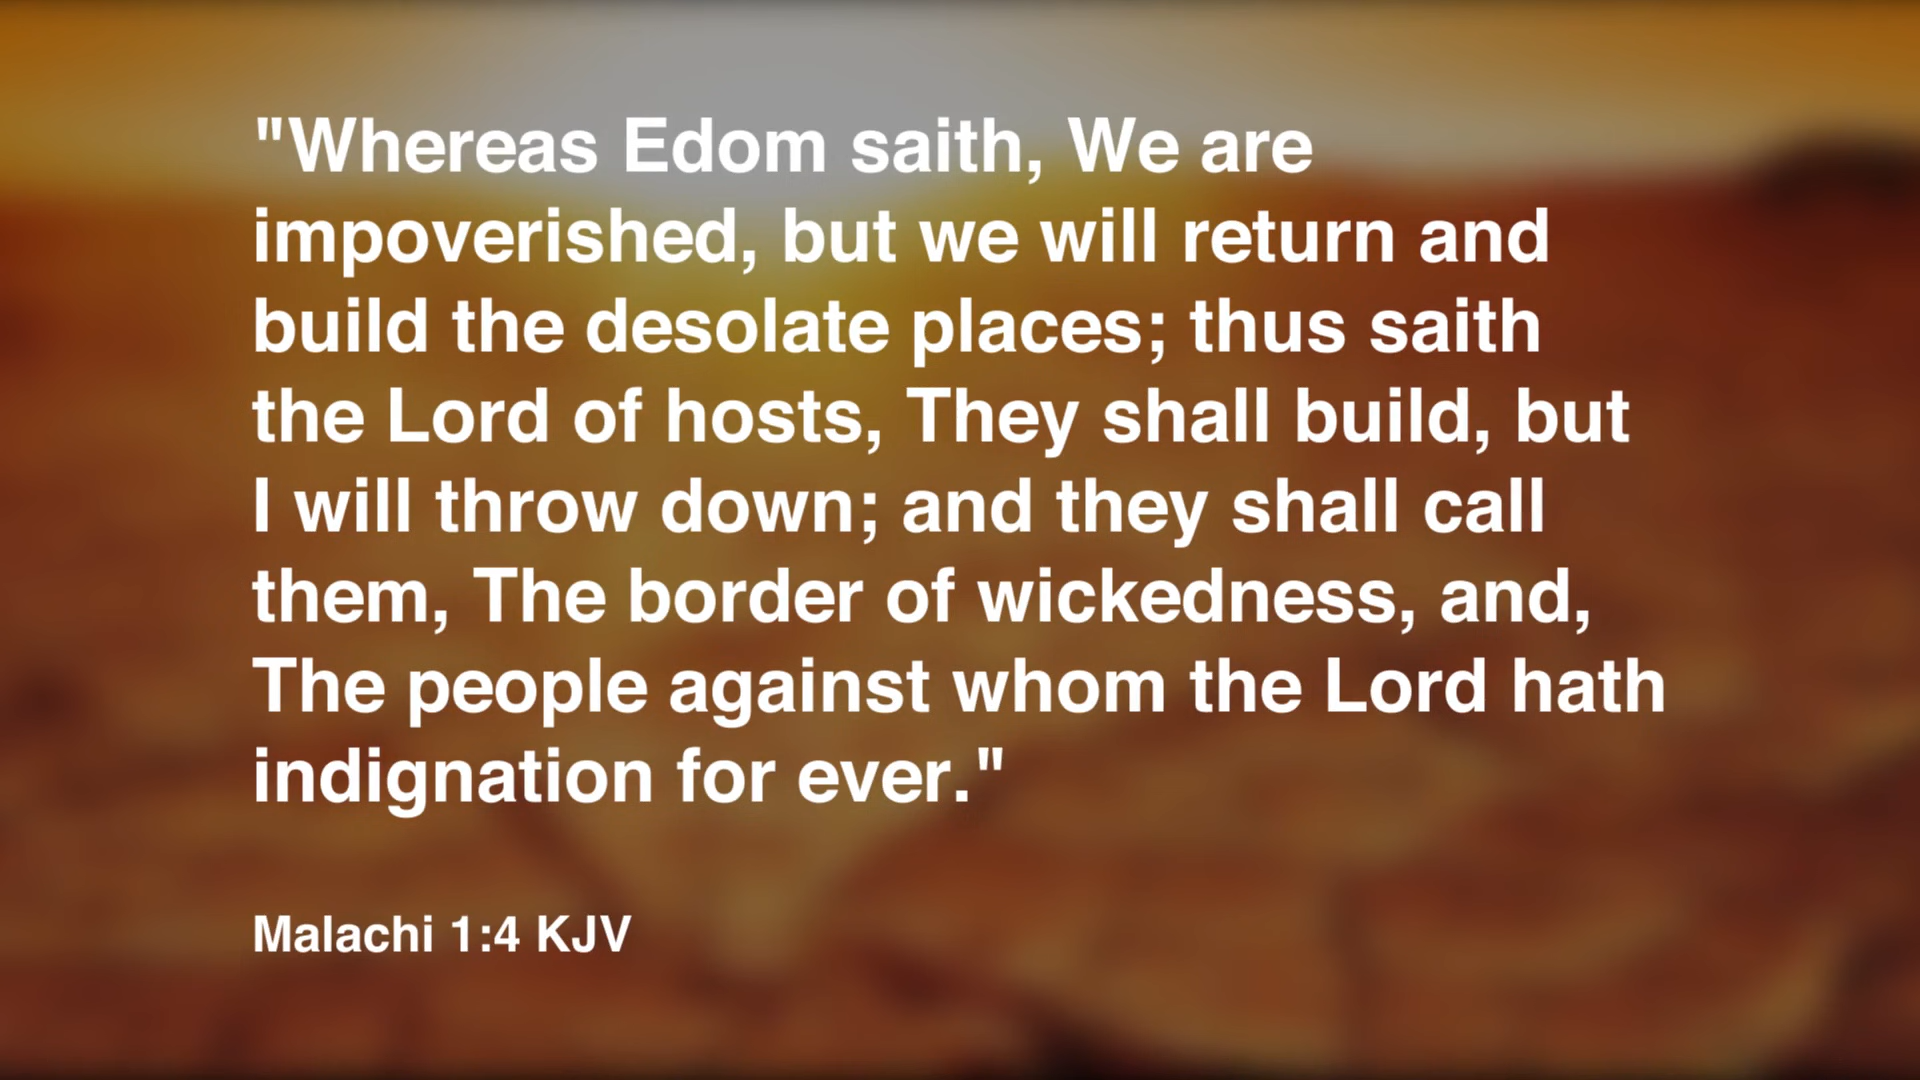 "Whereas Edom saith, We are
impoverished, but we will return and
build the desolate places; thus saith
the Lord of hosts, They shall build, but
I will throw down; and they shall call
them, The border of wickedness, and,
The people against whom the Lord hath
indignation for ever."
Malachi 1:4 KJV